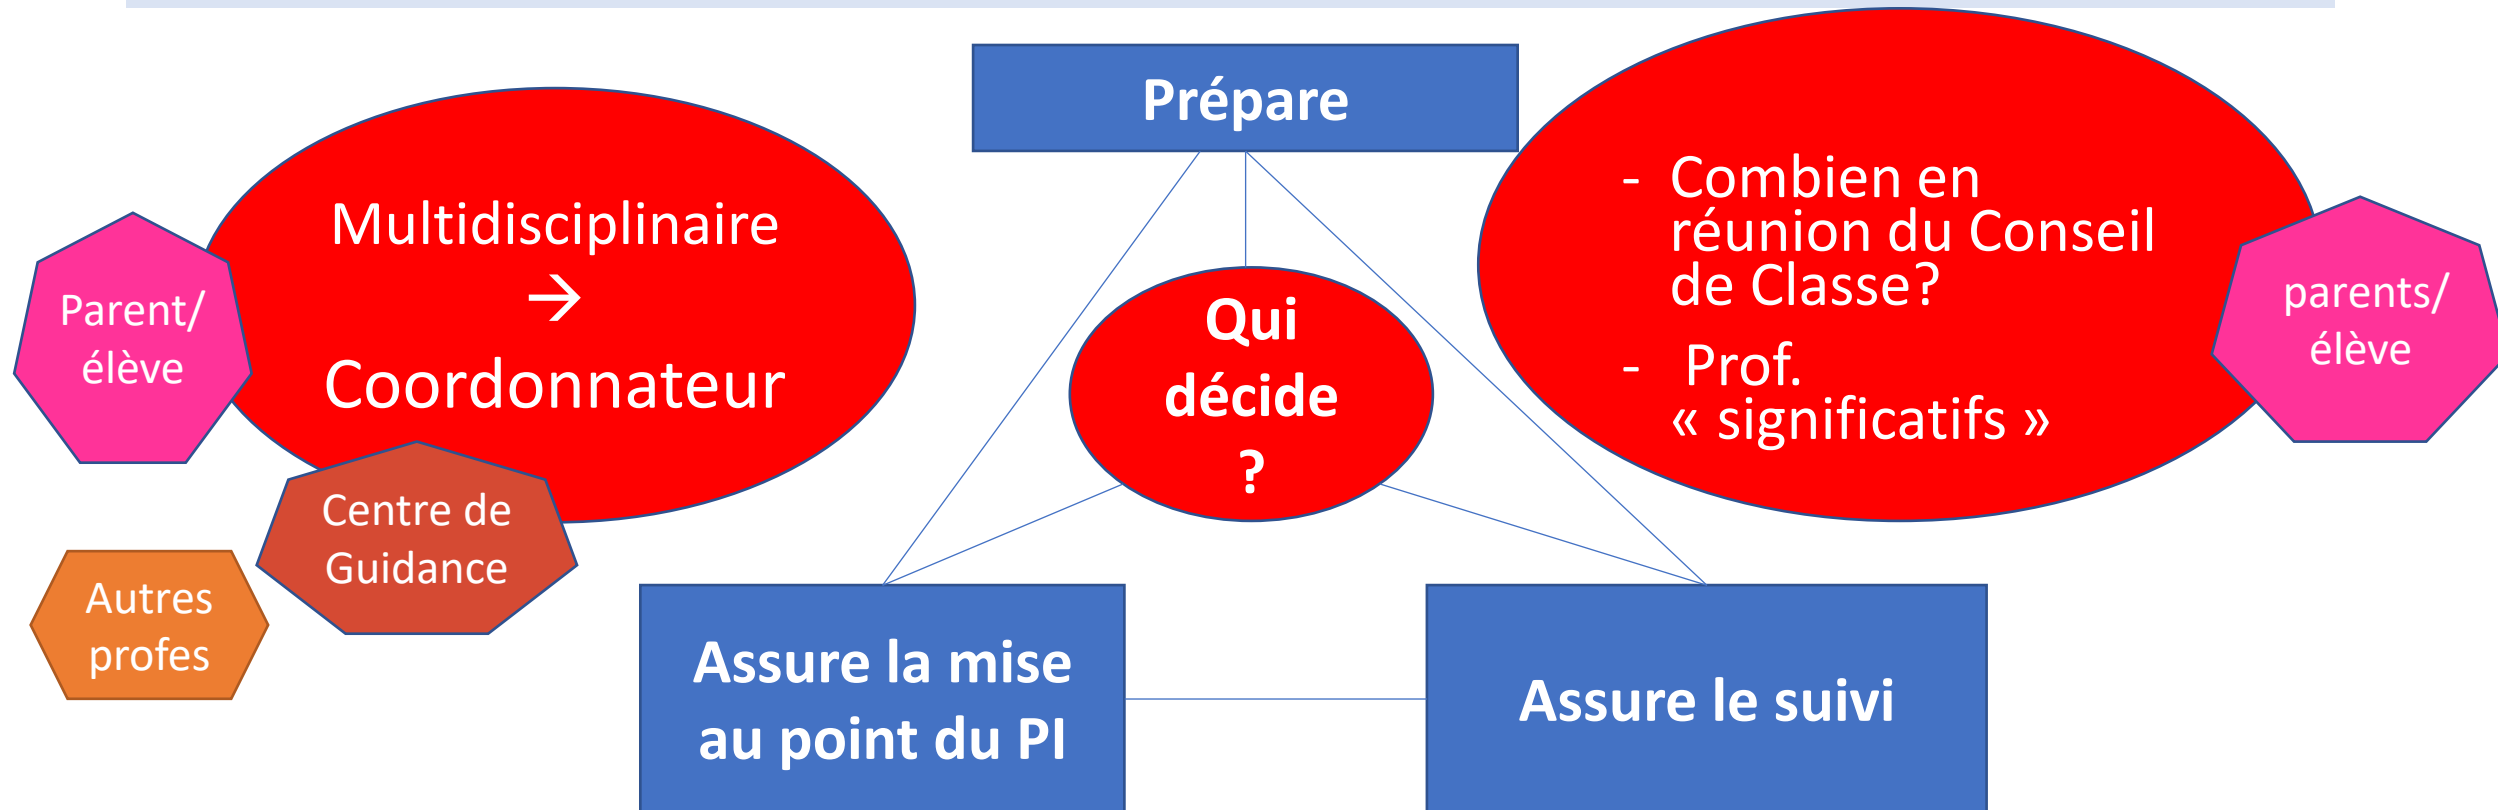 Prépare
Multidisciplinaire
→
Coordonnateur
Parent/
élève
Centre de
Guidance
Autres
profes
Qui
décide
?
- Combien en
réunion du Conseil
de Classe?
- Prof.
« significatifs »
parents/
élève
Assure la mise
au point du PI
Assure le suivi